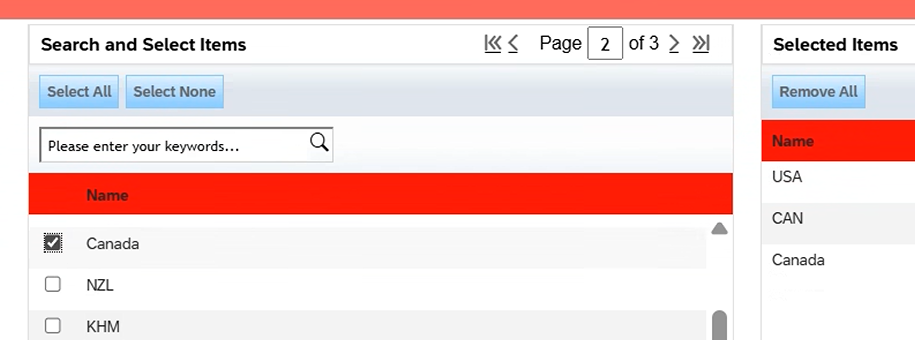 Search and Select Items
Page 2 of 3
Select All Select None
Please enter your keywords...
Name
Canada
NZL
KHM
Selected Items
Remove All
Name
USA
CAN
Canada